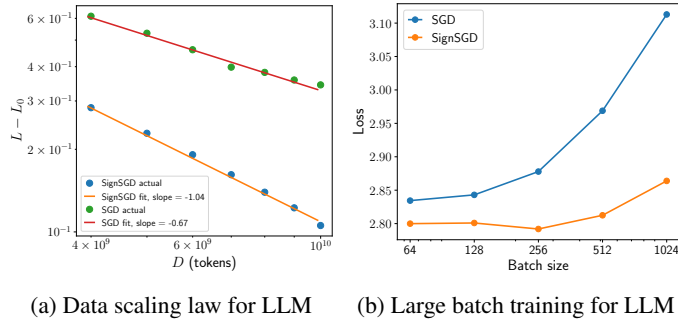 6 × 10⁻¹
4 × 10⁻¹
3 × 10⁻¹
2 × 10⁻¹
10⁻¹
L − L₀
SignSGD actual
SignSGD fit, slope = -1.04
SGD actual
SGD fit, slope = -0.67
4 × 10⁹
6 × 10⁹
10¹⁰
D (tokens)
(a) Data scaling law for LLM
3.10
3.05
3.00
2.95
2.90
2.85
2.80
Loss
SGD
SignSGD
64
128
256
512
1024
Batch size
(b) Large batch training for LLM